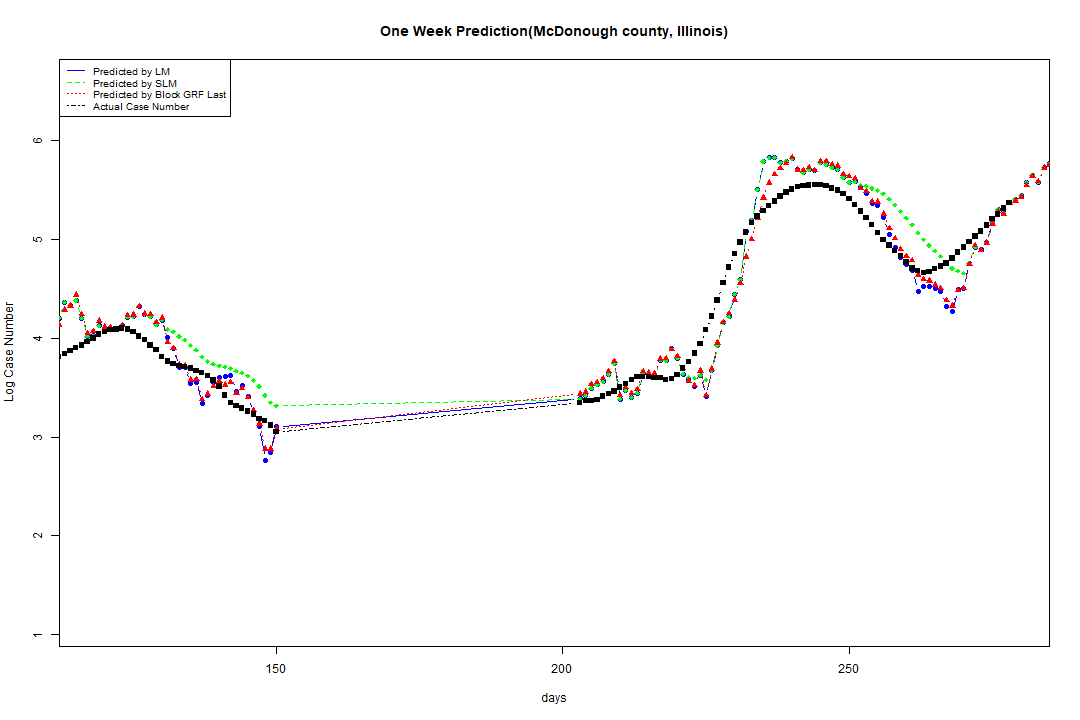 One Week Prediction(McDonough county, Illinois)
Predicted by LM
Predicted by SLM
Predicted by Block GRF Last
Actual Case Number
6
5
4
3
2
1
Log Case Number
150 200 250
days